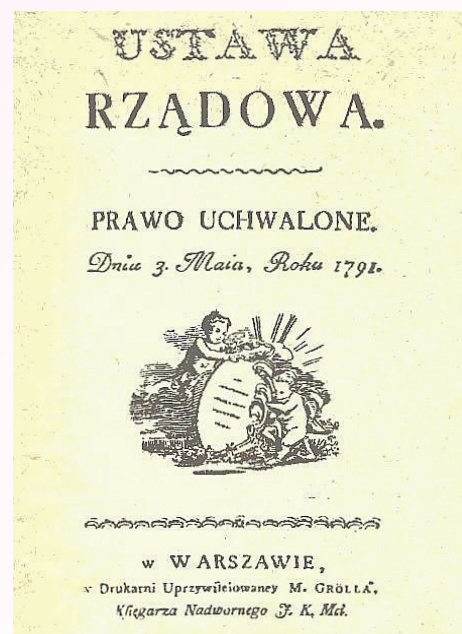 USTAWA
RZĄDOWA.
PRAWO UCHWALONE.
Dnia 3. Maia, Roku 1791.
w WARSZAWIE,
w Drukarni Uprzywileiowaney M. GRÖLLA,
Księgarza Nadwornego J. K. Mci.